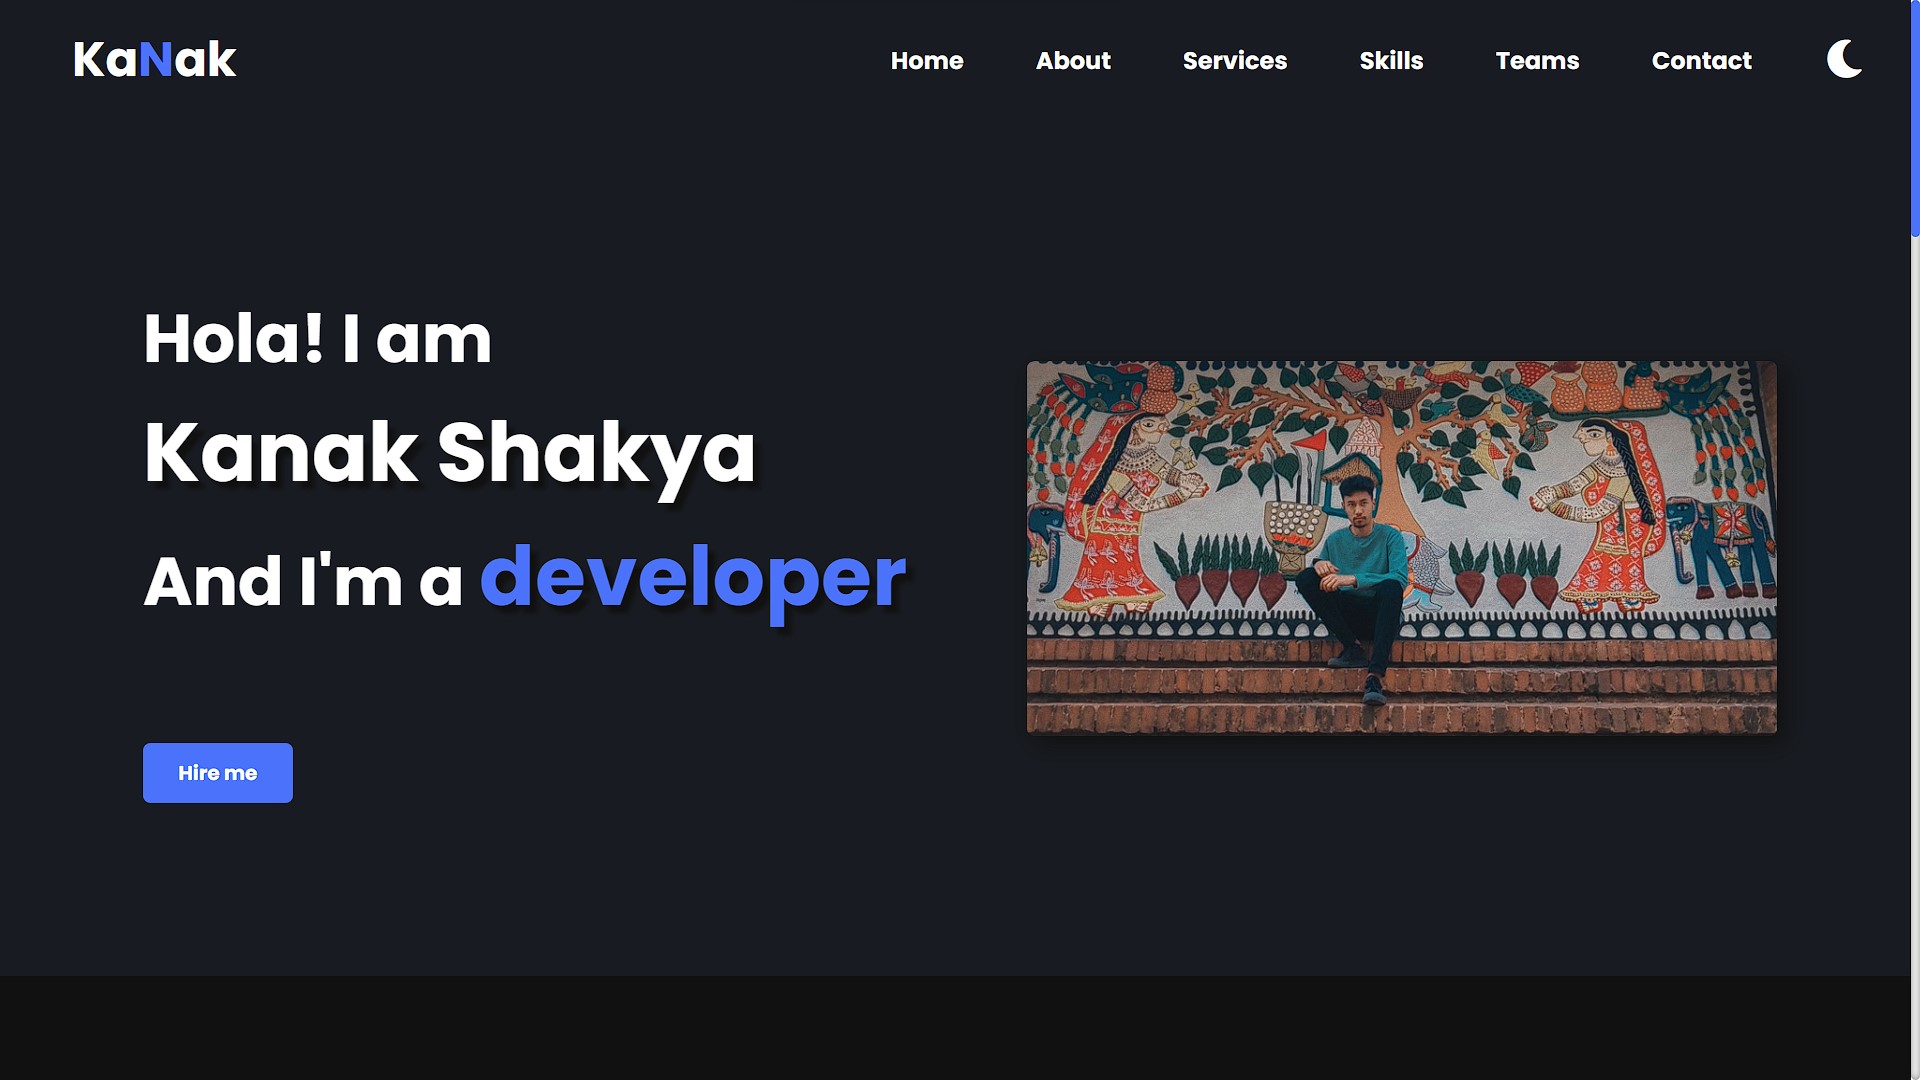 KaNak
Home About Services Skills Teams Contact
Hola! I am
Kanak Shakya
And I'm a developer
Hire me